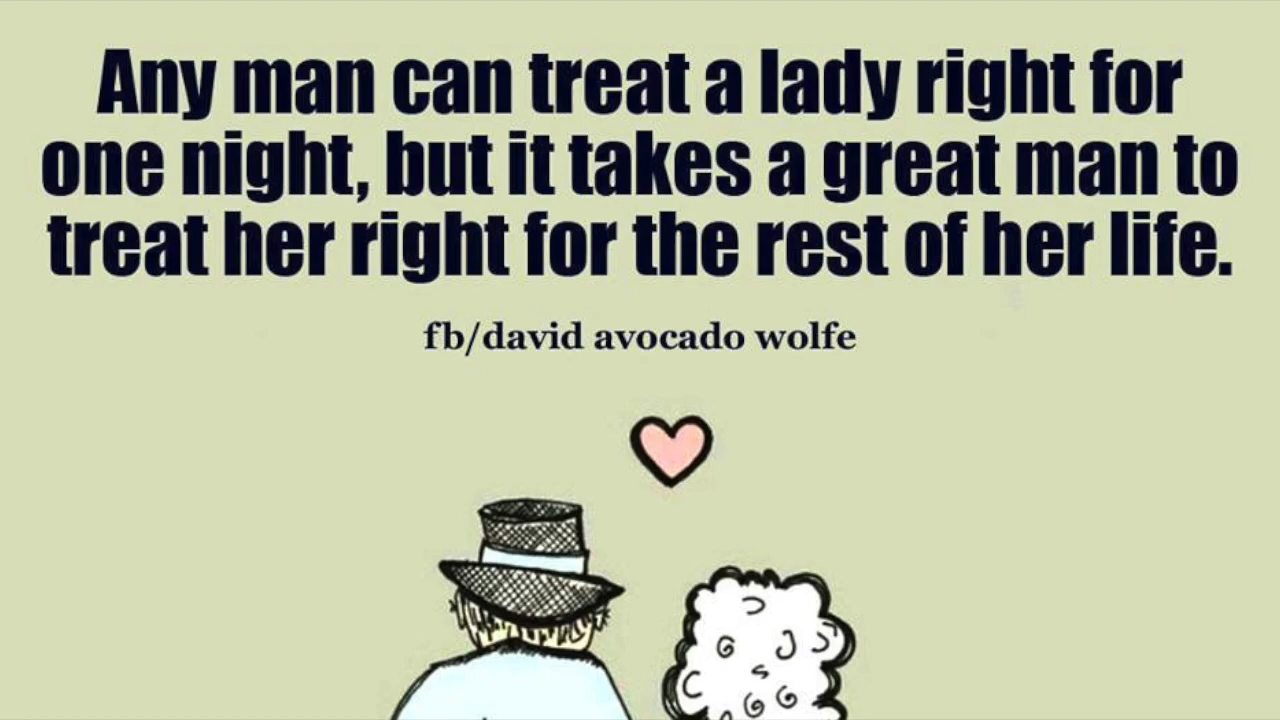 Any man can treat a lady right for
one night, but it takes a great man to
treat her right for the rest of her life.
fb/david avocado wolfe